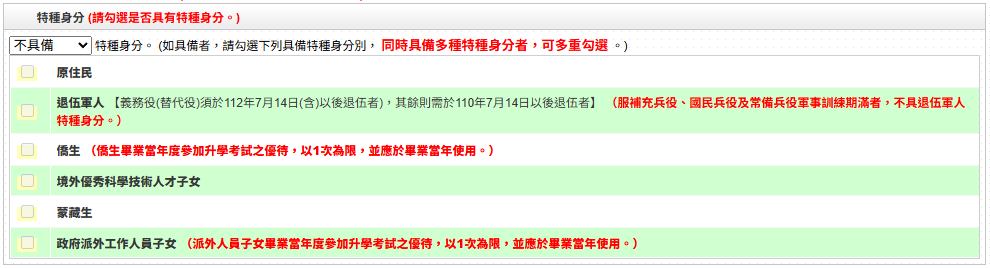 特種身分 (請勾選是否具有特種身分。)
不具備 特種身分。 (如具備者，請勾選下列具備特種身分別， 同時具備多種特種身分者，可多重勾選 。)
原住民
退伍軍人 【義務役(替代役)須於112年7月14日(含)以後退伍者)，其餘則需於110年7月14日以後退伍者】 （服補充兵役、國民兵役及常備兵役軍事訓練期滿者，不具退伍軍人
特種身分。）
僑生 （僑生畢業當年度參加升學考試之優待，以1次為限，並應於畢業當年使用。）
境外優秀科學技術人才子女
蒙藏生
政府派外工作人員子女 （派外人員子女畢業當年度參加升學考試之優待，以1次為限，並應於畢業當年使用。）